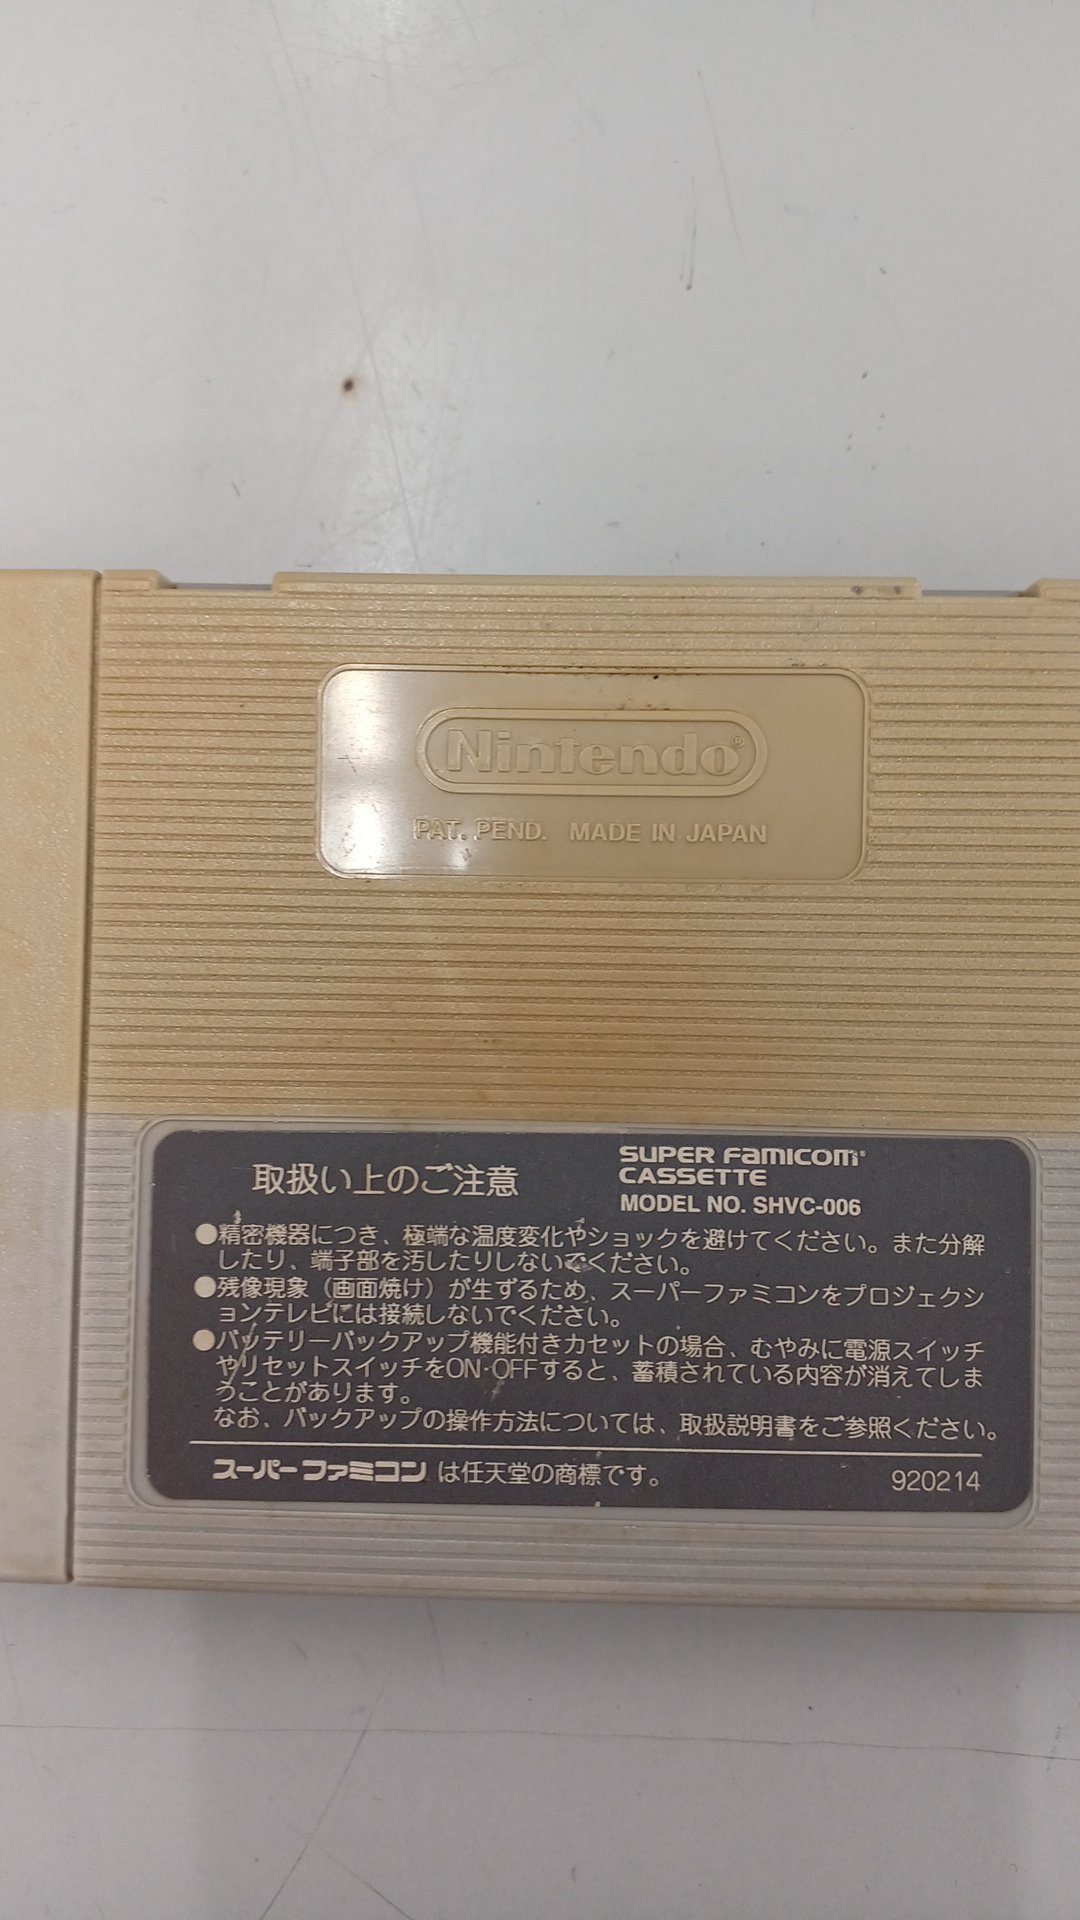 Nintendo®
PAT. PEND. MADE IN JAPAN
取扱い上のご注意
SUPER FAMICOM®
CASSETTE
MODEL NO. SHVC-006
●精密機器につき、極端な温度変化やショックを避けてください。また分解
したり、端子部を汚したりしないでください。
●残像現象（画面焼け）が生ずるため、スーパーファミコンをプロジェクシ
ョンテレビには接続しないでください。
●バッテリーバックアップ機能付きカセットの場合、むやみに電源スイッチ
やリセットスイッチをON·OFFすると、蓄積されている内容が消えてしま
うことがあります。
なお、バックアップの操作方法については、取扱説明書をご参照ください。
スーパーファミコン は任天堂の商標です。
920214